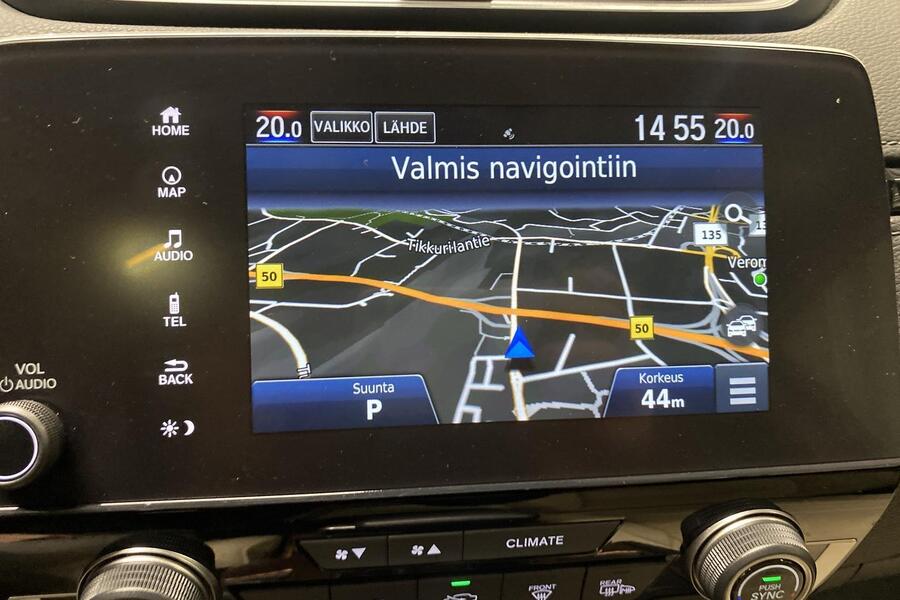 HOME
MAP
AUDIO
TEL
BACK
VOL
AUDIO
20.0 VALIKKO LÄHDE 14 55 20.0
Valmis navigointiin
Tikkurilantie
135
Verom
50
50
Suunta
P
Korkeus
44m
CLIMATE
FRONT
REAR
PUSH
SYNC